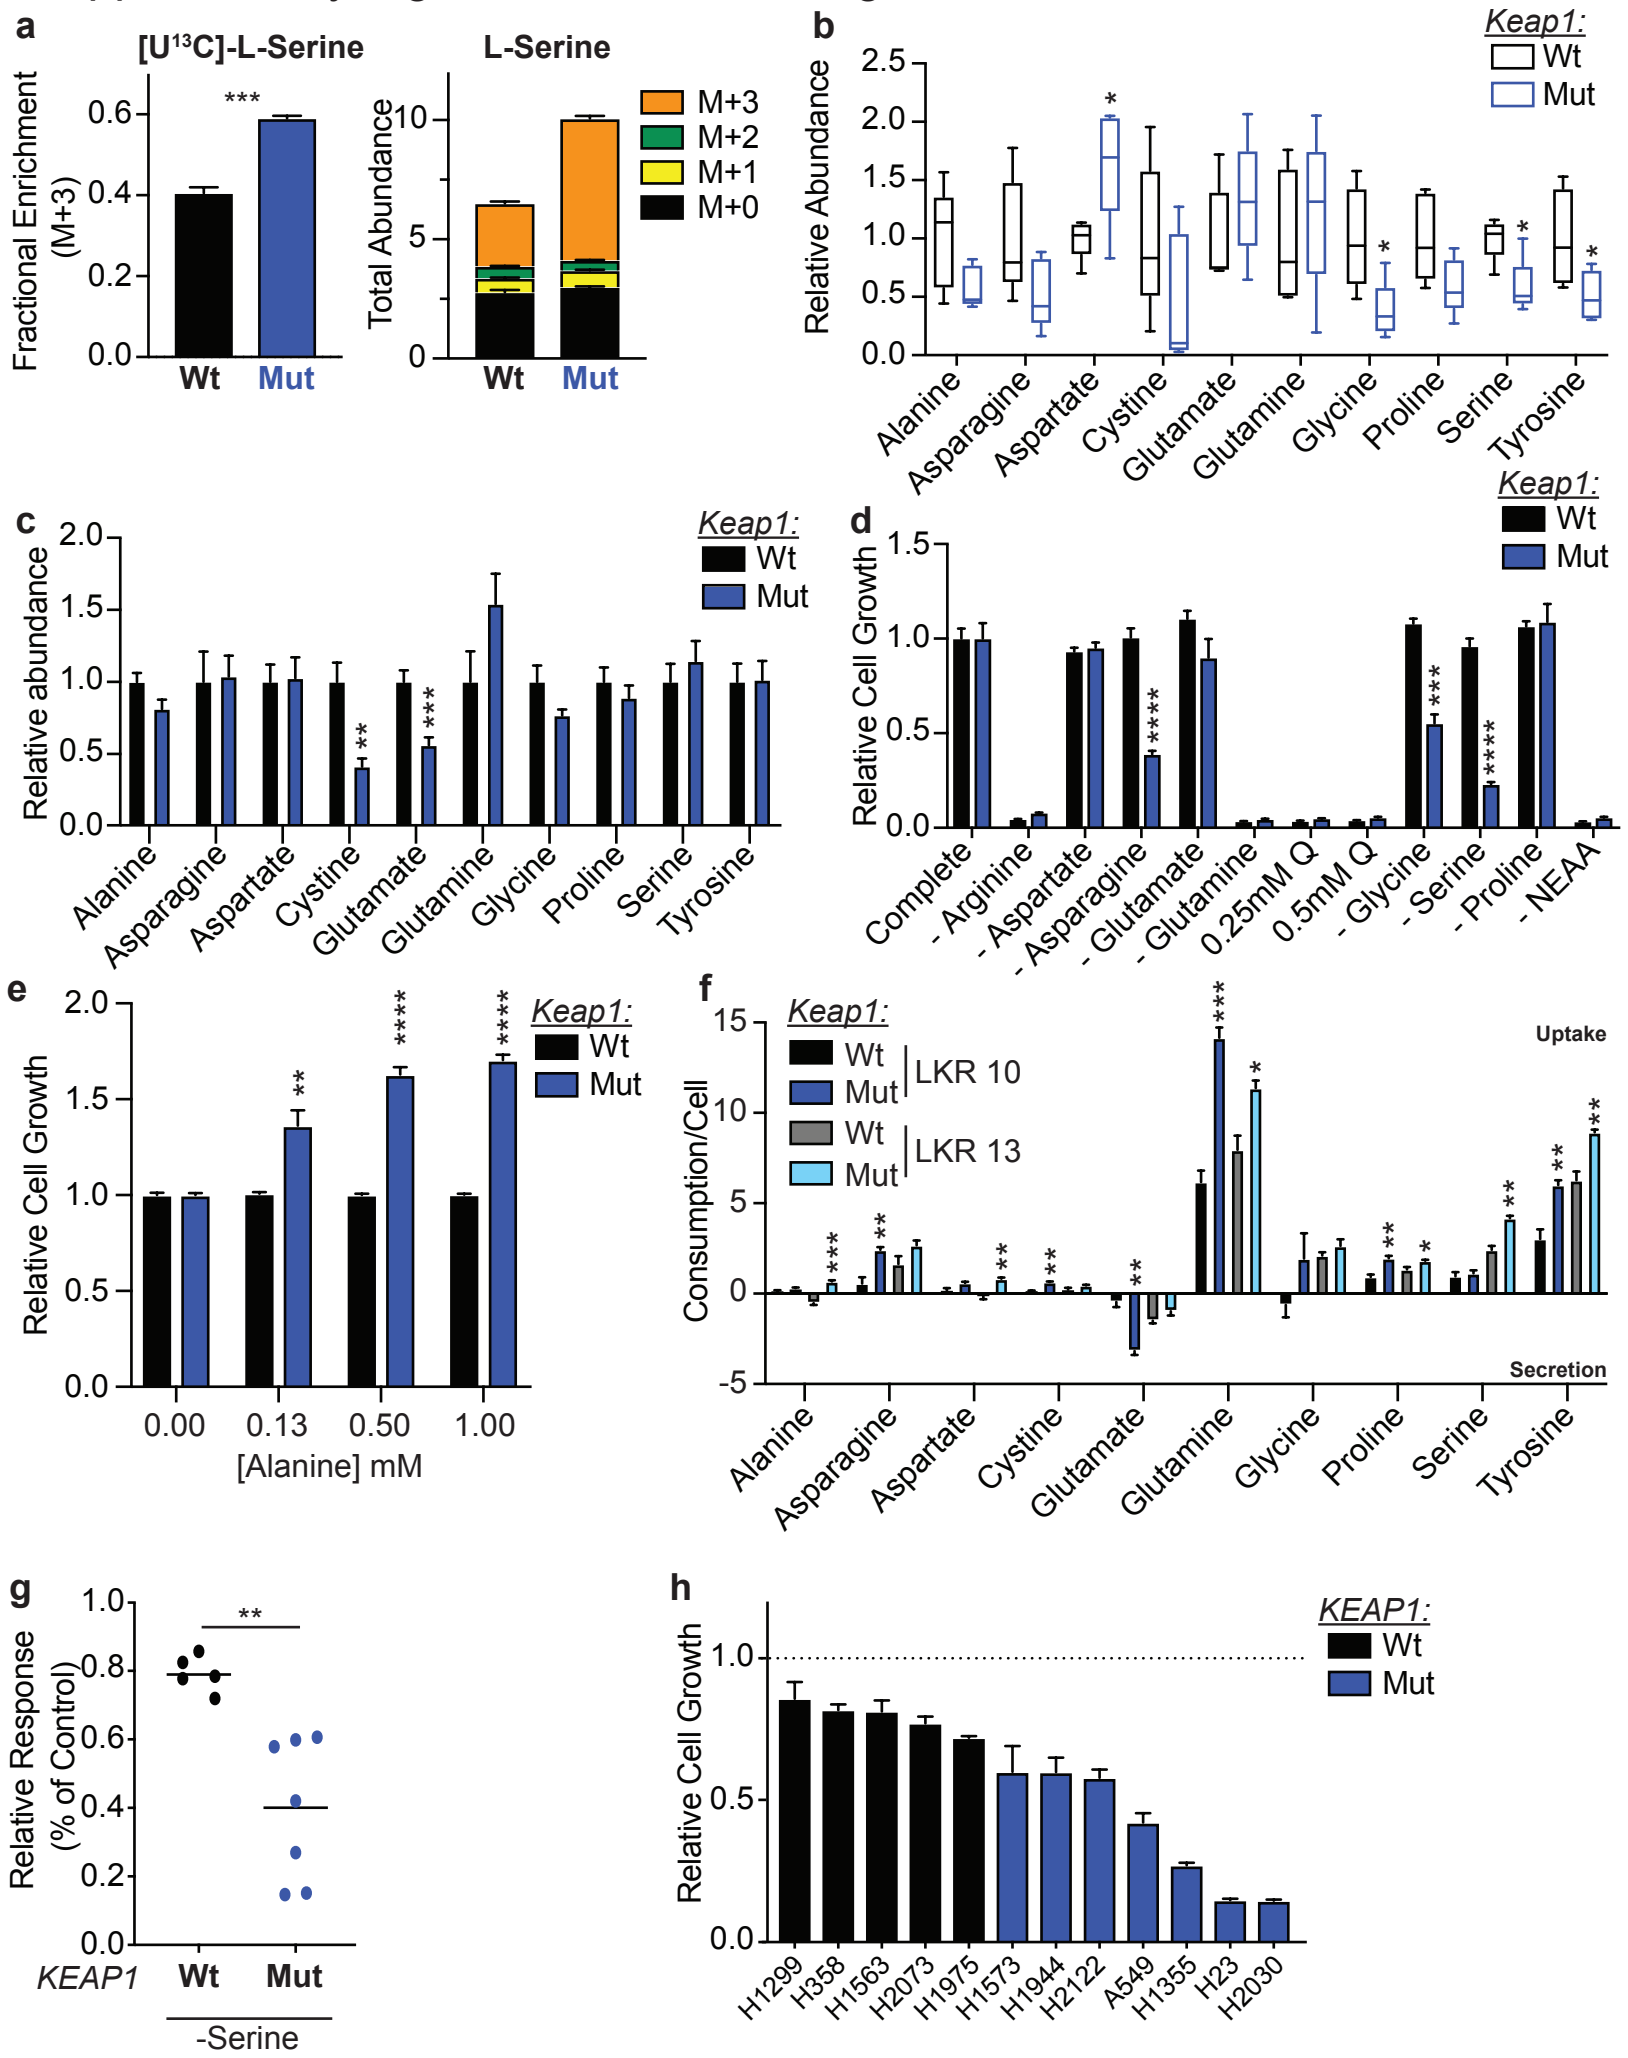 a
[U13C]-L-Serine
Fractional Enrichment
(M+3)
0.6
0.4
0.2
0.0
***
Wt
Mut
L-Serine
Total Abundance
10
5
0
Wt
Mut
M+3
M+2
M+1
M+0
b
Keap1:
Wt
Mut
Relative Abundance
2.5
2.0
1.5
1.0
0.5
0.0
*
*
*
*
Alanine
Asparagine
Aspartate
Cystine
Glutamate
Glutamine
Glycine
Proline
Serine
Tyrosine
c
Keap1:
Wt
Mut
Relative abundance
2.0
1.5
1.0
0.5
0.0
**
***
Alanine
Asparagine
Aspartate
Cystine
Glutamate
Glutamine
Glycine
Proline
Serine
Tyrosine
d
Keap1:
Wt
Mut
Relative Cell Growth
1.5
1.0
0.5
0.0
****
***
****
Complete
- Arginine
- Aspartate
- Asparagine
- Glutamate
- Glutamine
0.25mM Q
0.5mM Q
- Glycine
- Serine
- Proline
- NEAA
e
Keap1:
Wt
Mut
Relative Cell Growth
2.0
1.5
1.0
0.5
0.0
**
****
****
0.00
0.13
0.50
1.00
[Alanine] mM
f
Keap1:
Wt
Mut
LKR 10
Wt
Mut
LKR 13
Uptake
Secretion
Consumption/Cell
15
10
5
0
-5
***
**
**
**
**
***
*
**
*
**
**
**
Alanine
Asparagine
Aspartate
Cystine
Glutamate
Glutamine
Glycine
Proline
Serine
Tyrosine
g
Relative Response
(% of Control)
1.0
0.8
0.6
0.4
0.2
0.0
**
KEAP1
Wt
Mut
-Serine
h
KEAP1:
Wt
Mut
Relative Cell Growth
1.0
0.5
0.0
H1299
H358
H1563
H2073
H1975
H1573
H1944
H2122
A549
H1355
H23
H2030